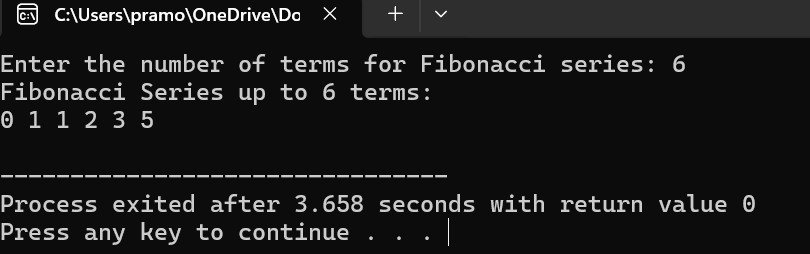 C:\Users\pramo\OneDrive\Do
Enter the number of terms for Fibonacci series: 6
Fibonacci Series up to 6 terms:
0 1 1 2 3 5
--------------------------------
Process exited after 3.658 seconds with return value 0
Press any key to continue . . .